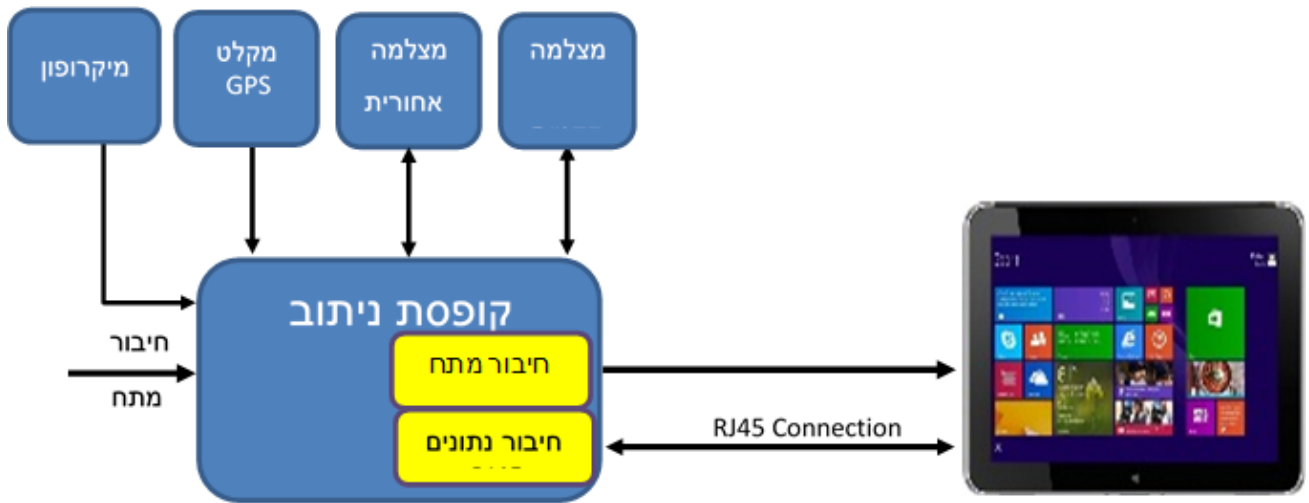 מיקרופון
מקלט
GPS
מצלמה
אחורית
מצלמה
קופסת ניתוב
חיבור
מתח
חיבור מתח
חיבור נתונים
RJ45 Connection